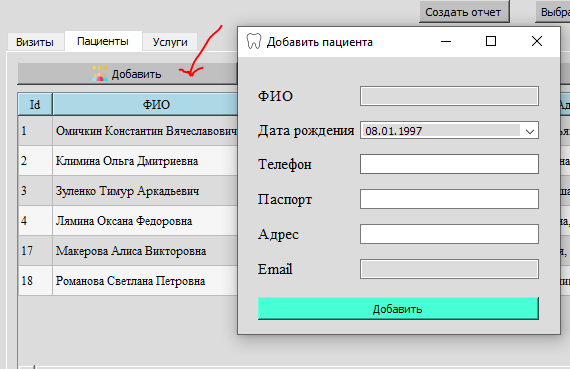 Создать отчет
Выбра
Визиты Пациенты Услуги
Добавить
Id ФИО
1 Омичкин Константин Вячеславович
2 Климина Ольга Дмитриевна
3 Зуленко Тимур Аркадьевич
4 Лямина Оксана Федоровна
17 Макерова Алиса Викторовна
18 Романова Светлана Петровна
Добавить пациента
ФИО
Дата рождения 08.01.1997
Телефон
Паспорт
Адрес
Email
Добавить